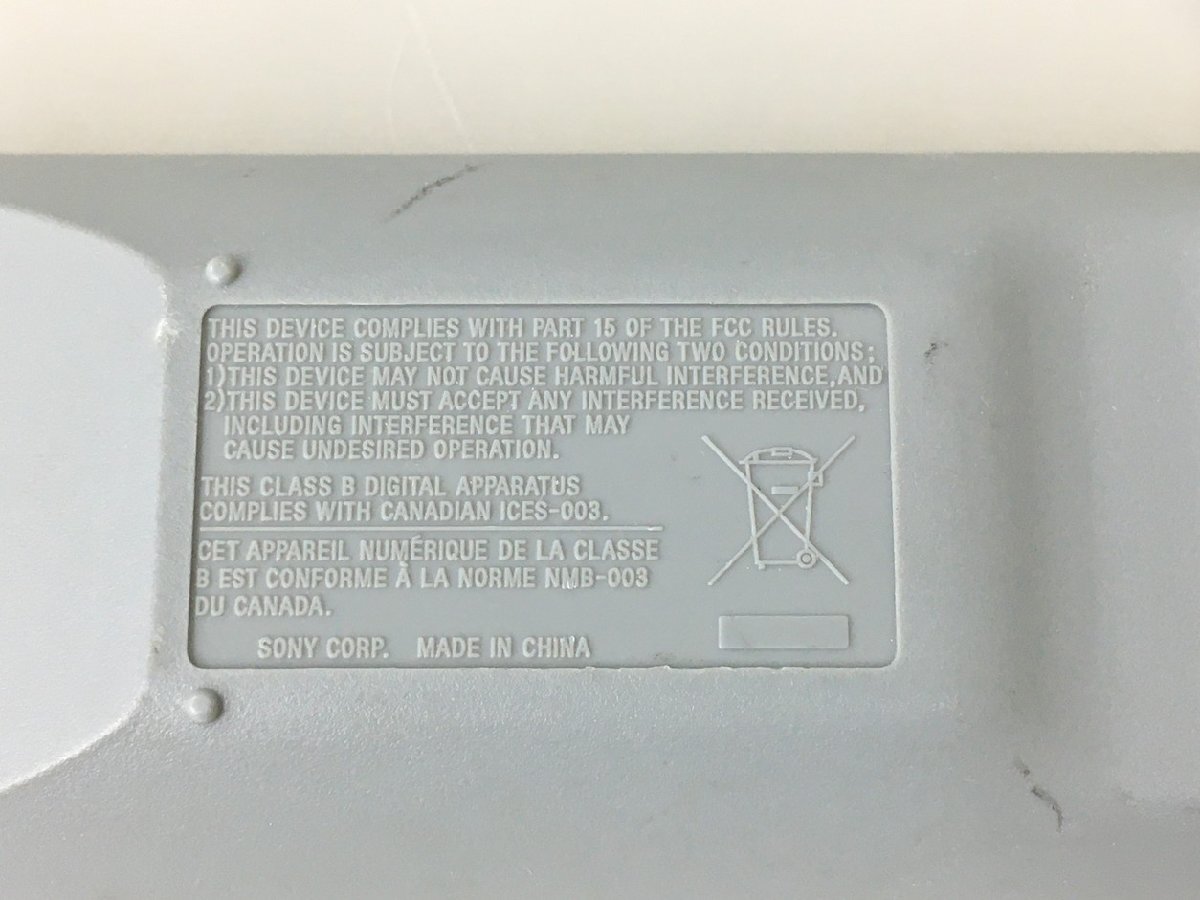 THIS DEVICE COMPLIES WITH PART 15 OF THE FCC RULES.
OPERATION IS SUBJECT TO THE FOLLOWING TWO CONDITIONS:
1)THIS DEVICE MAY NOT CAUSE HARMFUL INTERFERENCE,AND
2)THIS DEVICE MUST ACCEPT ANY INTERFERENCE RECEIVED,
INCLUDING INTERFERENCE THAT MAY
CAUSE UNDESIRED OPERATION.
THIS CLASS B DIGITAL APPARATUS
COMPLIES WITH CANADIAN ICES-003.
CET APPAREIL NUMÉRIQUE DE LA CLASSE
B EST CONFORME À LA NORME NMB-003
DU CANADA.
SONY CORP. MADE IN CHINA